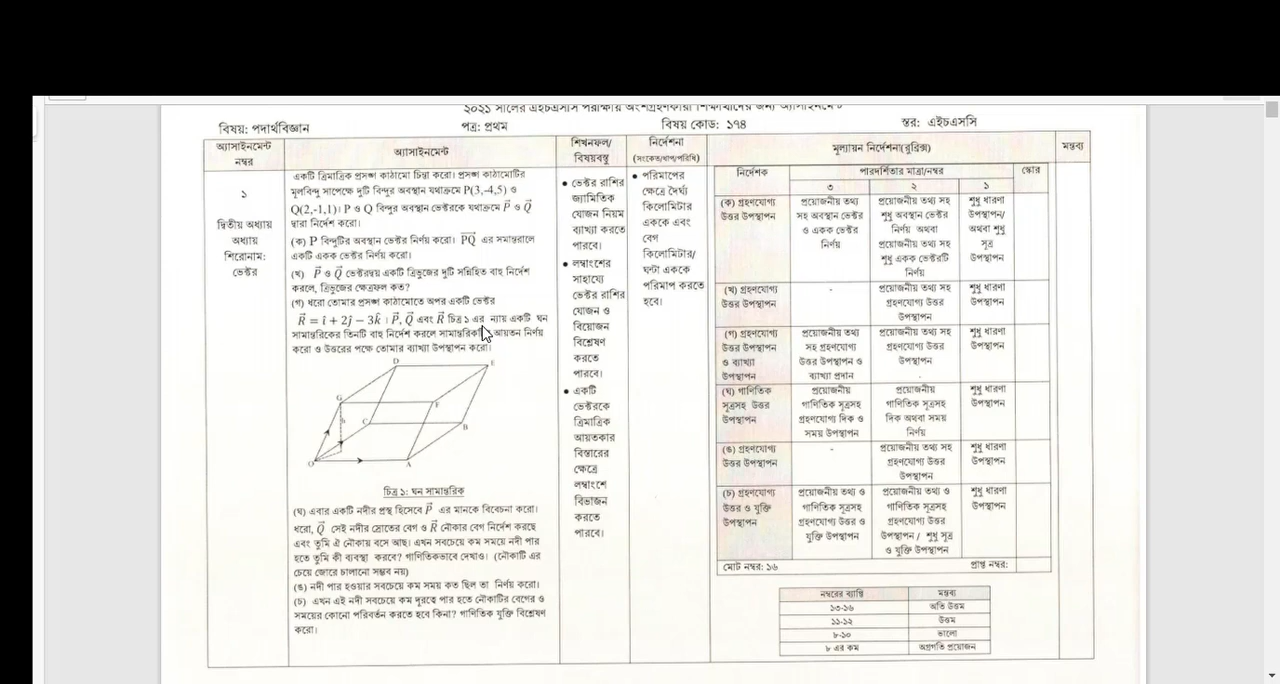 ২০২১ সালের এইচএসসি পরীক্ষায় অংশগ্রহণকারী শিক্ষার্থীদের জন্য অ্যাসাইনমেন্ট
বিষয়: পদার্থবিজ্ঞান পত্র: প্রথম বিষয় কোড: ১৭৪ স্তর: এইচএসসি
অ্যাসাইনমেন্ট
নম্বর
১
দ্বিতীয় অধ্যায়
অধ্যায়
শিরোনাম:
ভেক্টর
অ্যাসাইনমেন্ট
একটি ত্রিমাত্রিক প্রসঙ্গ কাঠামো চিন্তা করো। প্রসঙ্গ কাঠামোটির
মূলবিন্দু সাপেক্ষে দুটি বিন্দুর অবস্থান যথাক্রমে P(3,-4,5) ও
Q(2,-1,1)। P ও Q বিন্দুর অবস্থান ভেক্টরকে যথাক্রমে P⃗ ও Q⃗
দ্বারা নির্দেশ করো।
(ক) P বিন্দুটির অবস্থান ভেক্টর নির্ণয় করো। PQ⃗ এর সমান্তরালে
একটি একক ভেক্টর নির্ণয় করো।
(খ) P⃗ ও Q⃗ ভেক্টরদ্বয় একটি ত্রিভুজের দুটি সন্নিহিত বাহু নির্দেশ
করলে, ত্রিভুজের ক্ষেত্রফল কত?
(গ) ধরো তোমার প্রসঙ্গ কাঠামোতে অপর একটি ভেক্টর
R⃗ = î + 2ĵ − 3k̂ । P⃗, Q⃗ এবং R⃗ চিত্র ১ এর ন্যায় একটি ঘন
সামান্তরিকের তিনটি বাহু নির্দেশ করলে সামান্তরিকটির আয়তন নির্ণয়
করো ও উত্তরের পক্ষে তোমার ব্যাখ্যা উপস্থাপন করো।
D E
G F
C B
O A
চিত্র ১: ঘন সামান্তরিক
(ঘ) এবার একটি নদীর প্রস্থ হিসেবে P⃗ এর মানকে বিবেচনা করো।
ধরো, Q⃗ সেই নদীর স্রোতের বেগ ও R⃗ নৌকার বেগ নির্দেশ করছে
এবং তুমি ঐ নৌকায় বসে আছ। এখন সবচেয়ে কম সময়ে নদী পার
হতে তুমি কী ব্যবস্থা করবে? গাণিতিকভাবে দেখাও। (নৌকাটি এর
চেয়ে জোরে চালানো সম্ভব নয়)
(ঙ) নদী পার হওয়ার সবচেয়ে কম সময় কত ছিল তা নির্ণয় করো।
(চ) এখন এই নদী সবচেয়ে কম দূরত্বে পার হতে নৌকাটির বেগের ও
সময়ের কোনো পরিবর্তন করতে হবে কিনা? গাণিতিক যুক্তি বিশ্লেষণ
করো।
শিখনফল/
বিষয়বস্তু
• ভেক্টর রাশির
জ্যামিতিক
যোজন নিয়ম
ব্যাখ্যা করতে
পারবে।
• লম্বাংশের
সাহায্যে
ভেক্টর রাশির
যোজন ও
বিয়োজন
বিশ্লেষণ
করতে
পারবে।
• একটি
ভেক্টরকে
ত্রিমাত্রিক
আয়তকার
বিস্তারের
ক্ষেত্রে
লম্বাংশে
বিভাজন
করতে
পারবে।
নির্দেশনা
(সংকেত/ধাপ/পরিধি)
• পরিমাপের
ক্ষেত্রে দৈর্ঘ্য
কিলোমিটার
এককে এবং
বেগ
কিলোমিটার/
ঘন্টা এককে
পরিমাপ করতে
হবে।
মূল্যায়ন নির্দেশনা(রুব্রিক্স)
নির্দেশক পারদর্শিতার মাত্রা/নম্বর স্কোর
৩ ২ ১
(ক) গ্রহণযোগ্য
উত্তর উপস্থাপন
প্রয়োজনীয় তথ্য
সহ অবস্থান ভেক্টর
ও একক ভেক্টর
নির্ণয়
প্রয়োজনীয় তথ্য সহ
শুধু অবস্থান ভেক্টর
নির্ণয় অথবা
প্রয়োজনীয় তথ্য সহ
শুধু একক ভেক্টরটি
নির্ণয়
শুধু ধারণা
উপস্থাপন/
অথবা শুধু
সূত্র
উপস্থাপন
(খ) গ্রহণযোগ্য
উত্তর উপস্থাপন
-
প্রয়োজনীয় তথ্য সহ
গ্রহণযোগ্য উত্তর
উপস্থাপন
শুধু ধারণা
উপস্থাপন
(গ) গ্রহণযোগ্য
উত্তর উপস্থাপন
ও ব্যাখ্যা
উপস্থাপন
প্রয়োজনীয় তথ্য
সহ গ্রহণযোগ্য
উত্তর উপস্থাপন ও
ব্যাখ্যা প্রদান
প্রয়োজনীয় তথ্য সহ
গ্রহণযোগ্য উত্তর
উপস্থাপন
শুধু ধারণা
উপস্থাপন
(ঘ) গাণিতিক
সূত্রসহ উত্তর
উপস্থাপন
প্রয়োজনীয়
গাণিতিক সূত্রসহ
গ্রহণযোগ্য দিক ও
সময় উপস্থাপন
প্রয়োজনীয়
গাণিতিক সূত্রসহ
দিক অথবা সময়
নির্ণয়
শুধু ধারণা
উপস্থাপন
(ঙ) গ্রহণযোগ্য
উত্তর উপস্থাপন
-
প্রয়োজনীয় তথ্য সহ
গ্রহণযোগ্য উত্তর
উপস্থাপন
শুধু ধারণা
উপস্থাপন
(চ) গ্রহণযোগ্য
উত্তর ও যুক্তি
উপস্থাপন
প্রয়োজনীয় তথ্য ও
গাণিতিক সূত্রসহ
গ্রহণযোগ্য উত্তর ও
যুক্তি উপস্থাপন
প্রয়োজনীয় তথ্য ও
গাণিতিক সূত্রসহ
গ্রহণযোগ্য উত্তর
উপস্থাপন / শুধু সূত্র
ও যুক্তি উপস্থাপন
শুধু ধারণা
উপস্থাপন
মোট নম্বর: ১৬ প্রাপ্ত নম্বর:
নম্বরের ব্যাপ্তি মন্তব্য
১৩-১৬ অতি উত্তম
১১-১২ উত্তম
৮-১০ ভালো
৮ এর কম অগ্রগতি প্রয়োজন
মন্তব্য